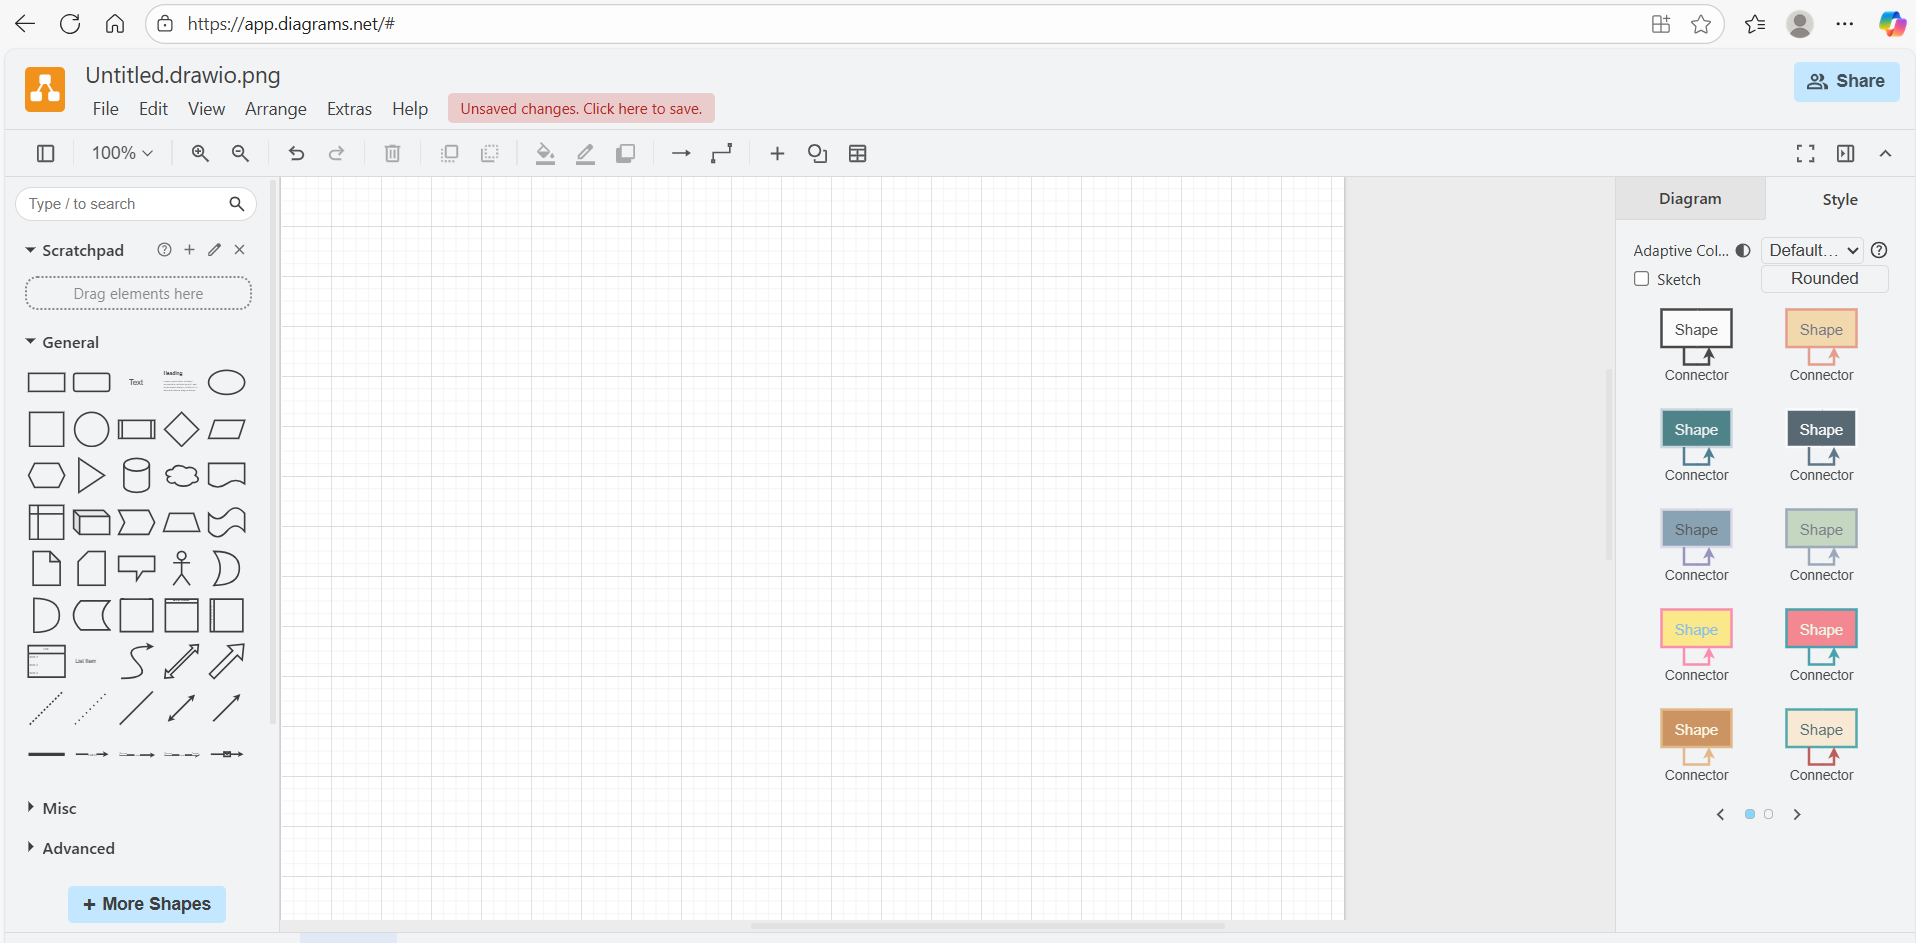 https://app.diagrams.net/#
Untitled.drawio.png
File Edit View Arrange Extras Help Unsaved changes. Click here to save.
Share
100%
Type / to search
Scratchpad
Drag elements here
General
Text
Heading
List Item
Misc
Advanced
+ More Shapes
Diagram Style
Adaptive Col... Default...
Sketch Rounded
Shape Shape
Connector Connector
Shape Shape
Connector Connector
Shape Shape
Connector Connector
Shape Shape
Connector Connector
Shape Shape
Connector Connector